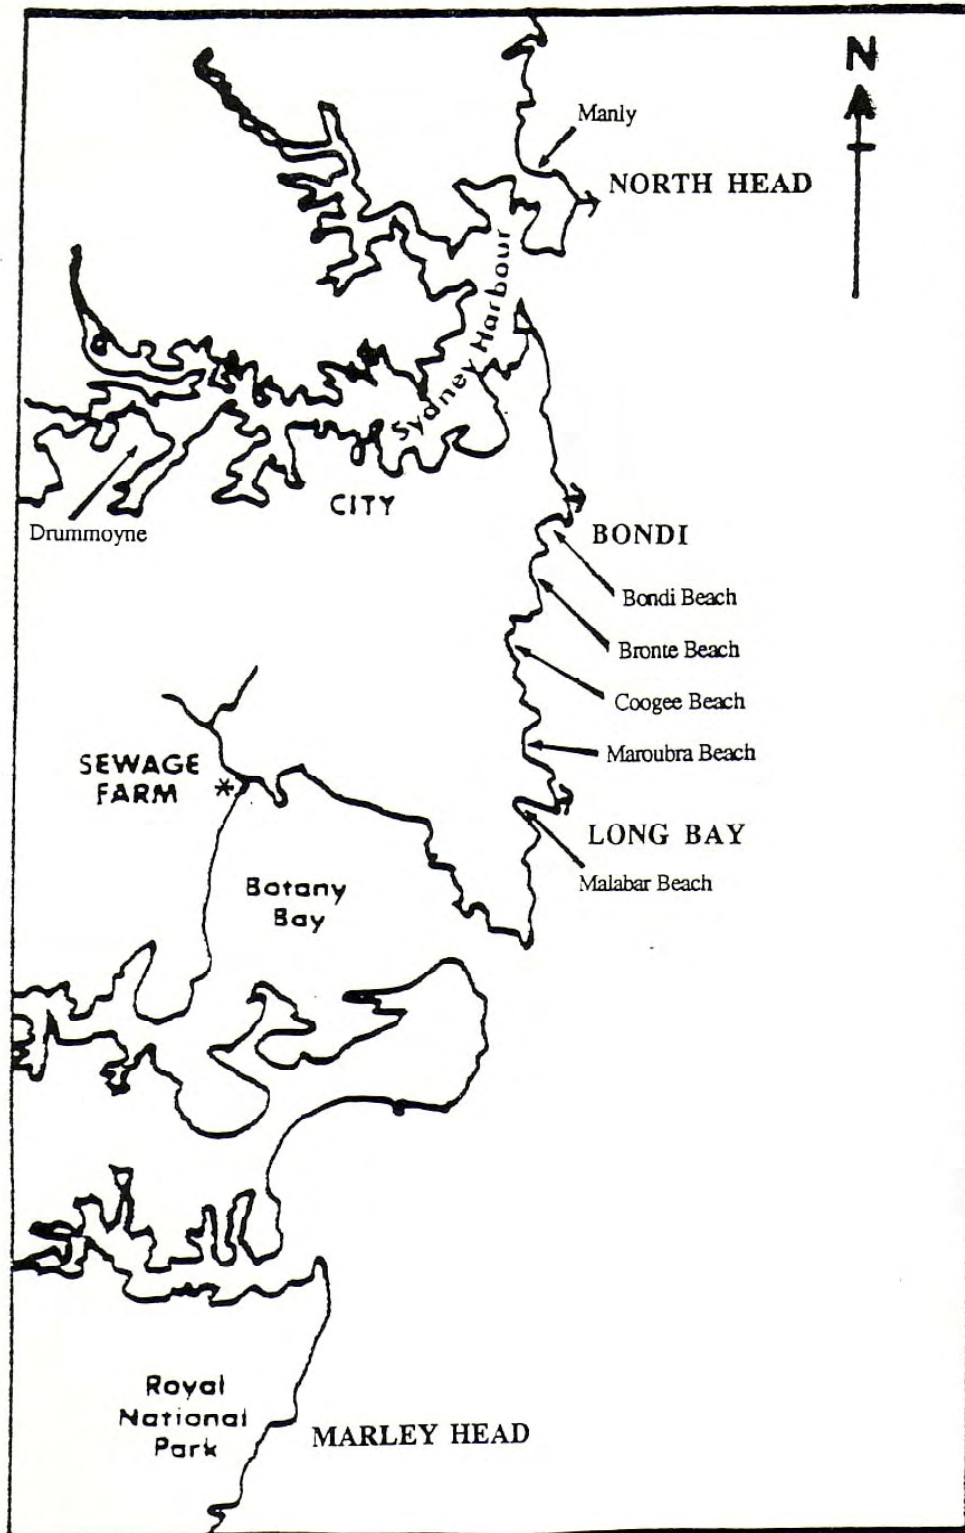 N
Manly
NORTH HEAD
Sydney Harbour
CITY
Drummoyne
BONDI
Bondi Beach
Bronte Beach
Coogee Beach
Maroubra Beach
SEWAGE
FARM *
LONG BAY
Malabar Beach
Botany
Bay
Royal
National
Park
MARLEY HEAD